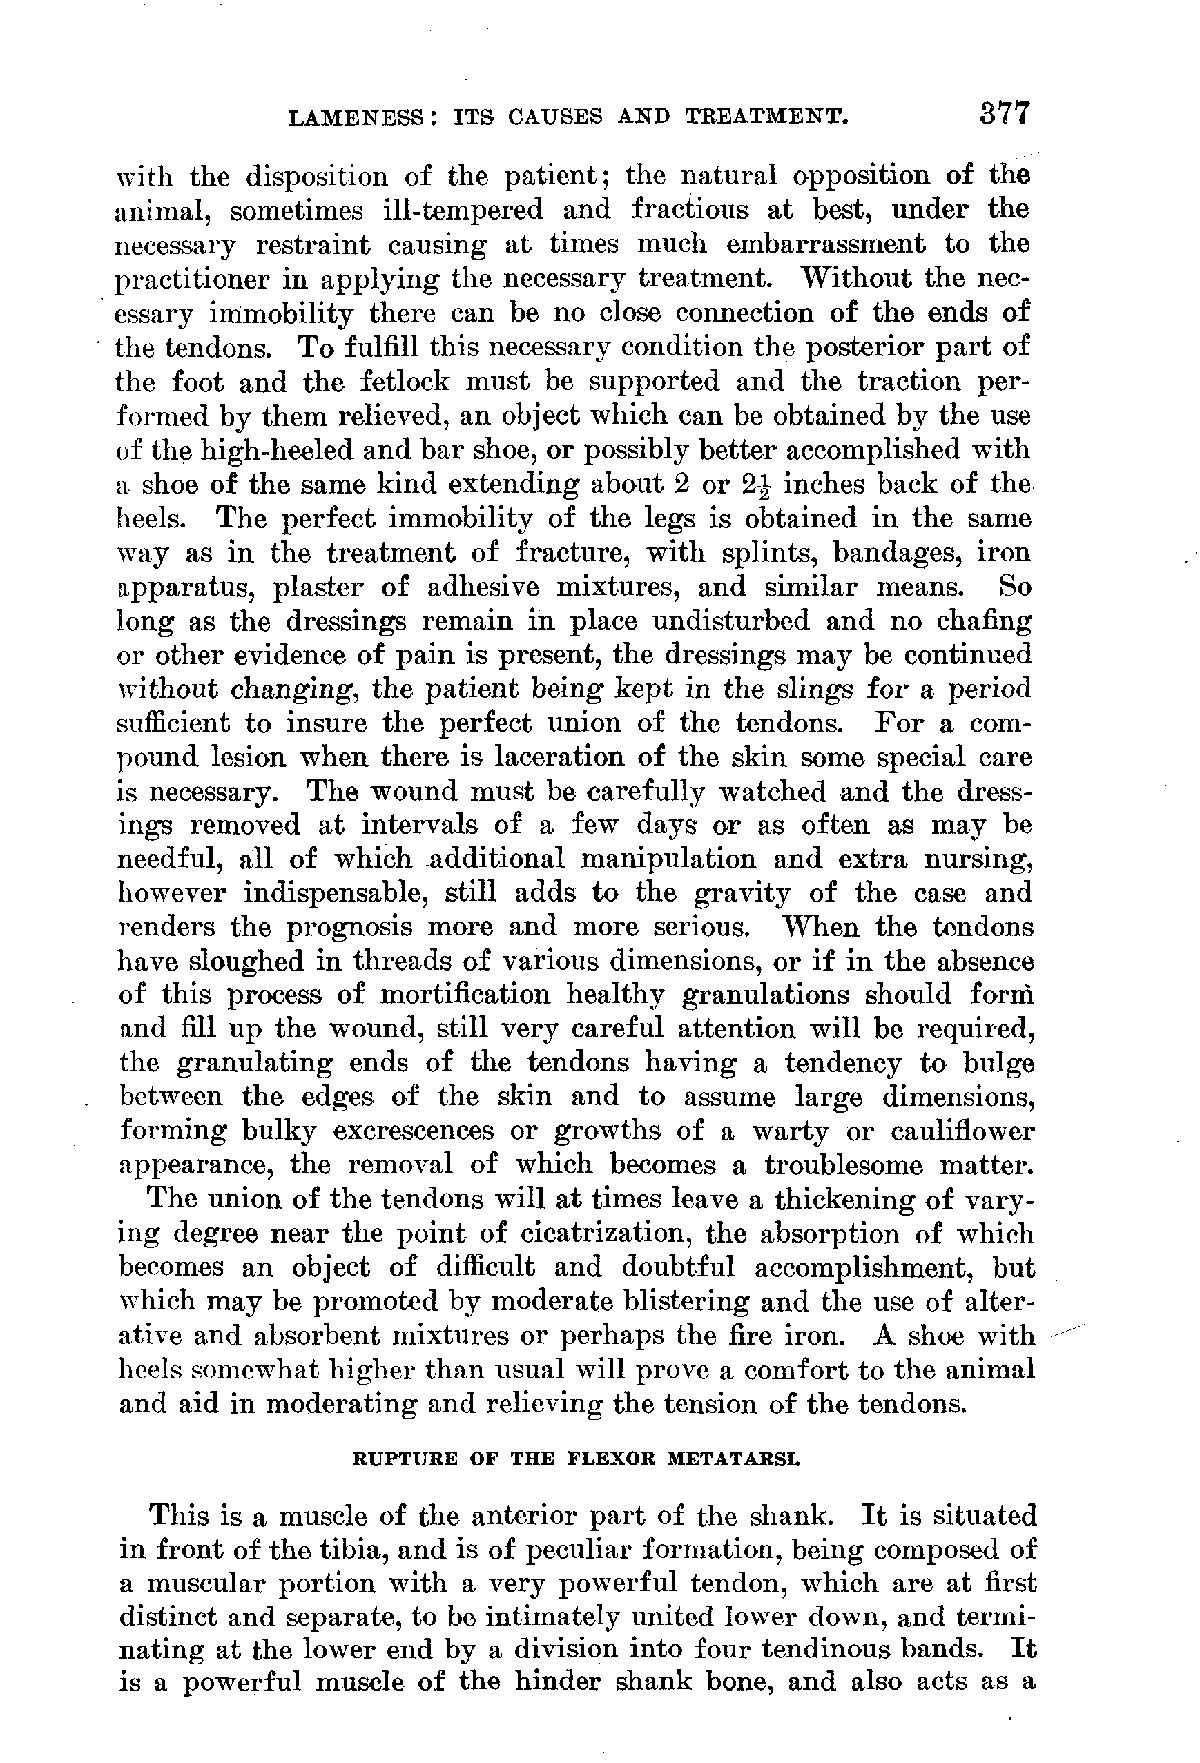 LAMENESS: ITS CAUSES AND TREATMENT. 377
with the disposition of the patient; the natural opposition of the
animal, sometimes ill-tempered and fractious at best, under the
necessary restraint causing at times much embarrassment to the
practitioner in applying the necessary treatment. Without the nec-
essary immobility there can be no close connection of the ends of
the tendons. To fulfill this necessary condition the posterior part of
the foot and the fetlock must be supported and the traction per-
formed by them relieved, an object which can be obtained by the use
of the high-heeled and bar shoe, or possibly better accomplished with
a shoe of the same kind extending about 2 or 2½ inches back of the
heels. The perfect immobility of the legs is obtained in the same
way as in the treatment of fracture, with splints, bandages, iron
apparatus, plaster of adhesive mixtures, and similar means. So
long as the dressings remain in place undisturbed and no chafing
or other evidence of pain is present, the dressings may be continued
without changing, the patient being kept in the slings for a period
sufficient to insure the perfect union of the tendons. For a com-
pound lesion when there is laceration of the skin some special care
is necessary. The wound must be carefully watched and the dress-
ings removed at intervals of a few days or as often as may be
needful, all of which additional manipulation and extra nursing,
however indispensable, still adds to the gravity of the case and
renders the prognosis more and more serious. When the tendons
have sloughed in threads of various dimensions, or if in the absence
of this process of mortification healthy granulations should form
and fill up the wound, still very careful attention will be required,
the granulating ends of the tendons having a tendency to bulge
between the edges of the skin and to assume large dimensions,
forming bulky excrescences or growths of a warty or cauliflower
appearance, the removal of which becomes a troublesome matter.
The union of the tendons will at times leave a thickening of vary-
ing degree near the point of cicatrization, the absorption of which
becomes an object of difficult and doubtful accomplishment, but
which may be promoted by moderate blistering and the use of alter-
ative and absorbent mixtures or perhaps the fire iron. A shoe with
heels somewhat higher than usual will prove a comfort to the animal
and aid in moderating and relieving the tension of the tendons.
RUPTURE OF THE FLEXOR METATARSI.
This is a muscle of the anterior part of the shank. It is situated
in front of the tibia, and is of peculiar formation, being composed of
a muscular portion with a very powerful tendon, which are at first
distinct and separate, to be intimately united lower down, and termi-
nating at the lower end by a division into four tendinous bands. It
is a powerful muscle of the hinder shank bone, and also acts as a